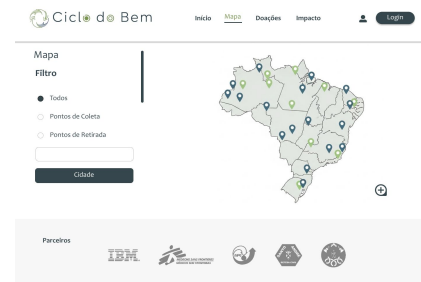 Ciclo do Bem
Início Mapa Doações Impacto Login
Mapa
Filtro
Todos
Pontos de Coleta
Pontos de Retirada
Cidade
Parceiros
IBM